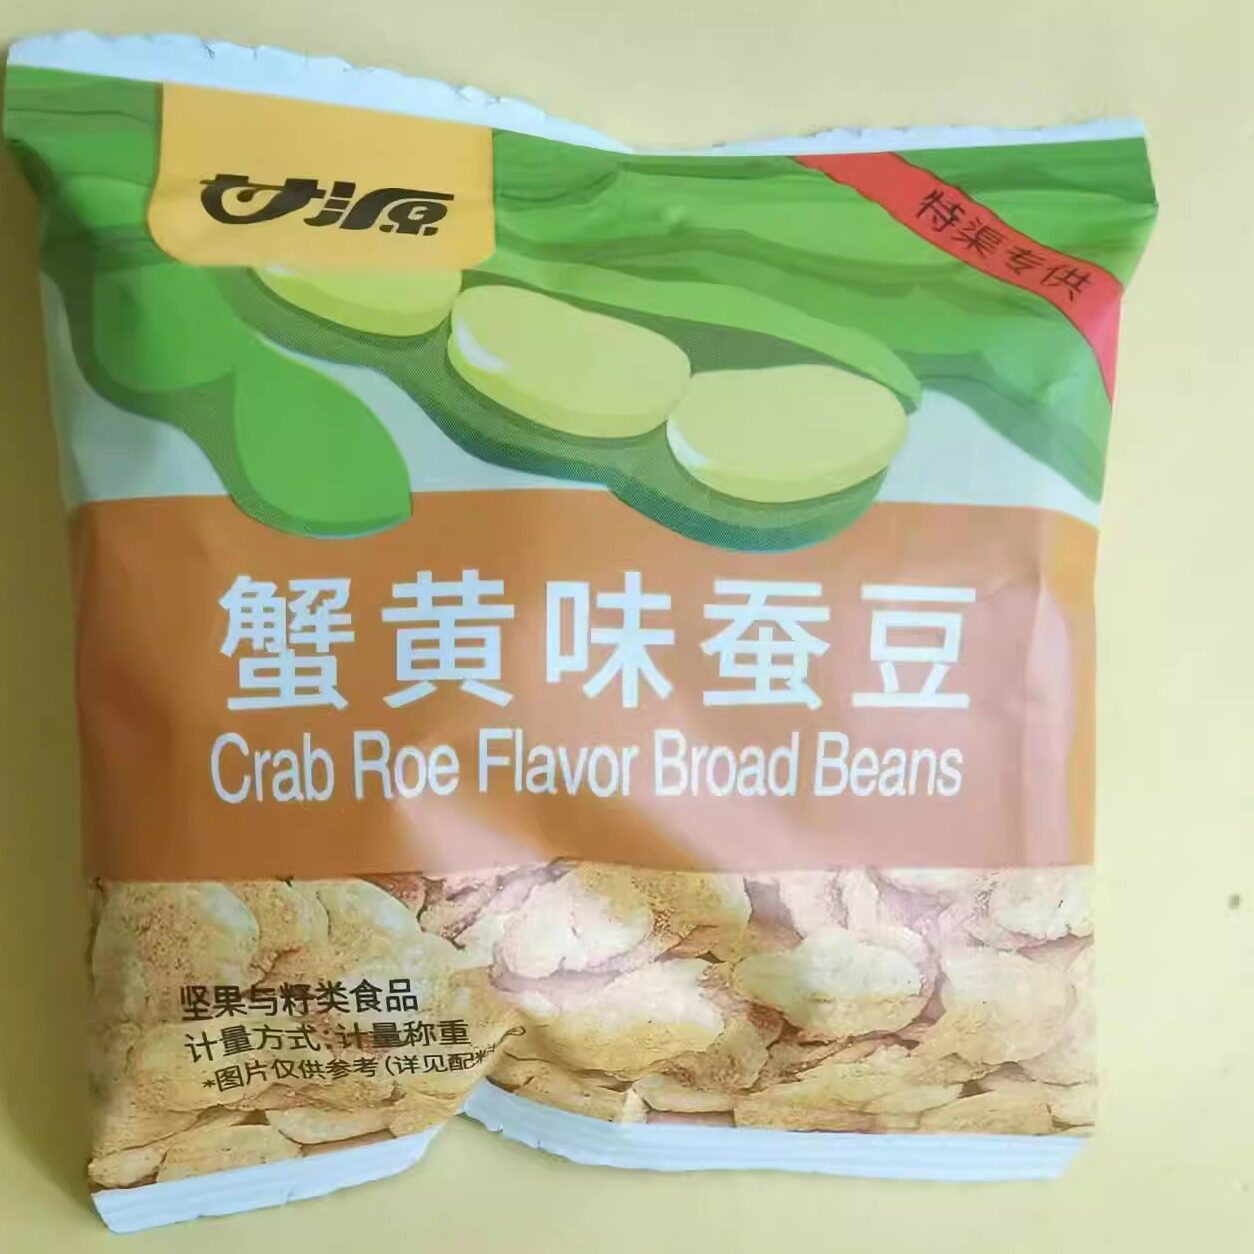 甘源
特渠专供
蟹黄味蚕豆
Crab Roe Flavor Broad Beans
坚果与籽类食品
计量方式:计量称重
*图片仅供参考(详见配料